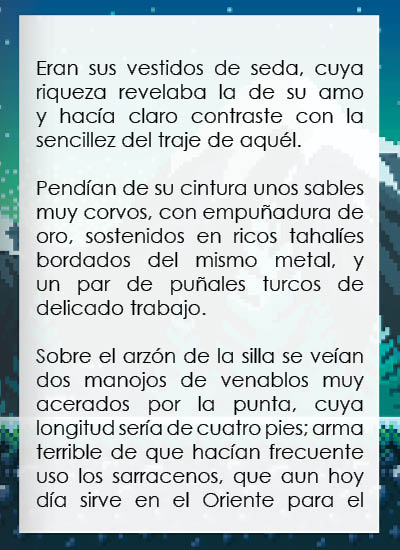 Eran sus vestidos de seda, cuya
riqueza revelaba la de su amo
y hacía claro contraste con la
sencillez del traje de aquél.
Pendían de su cintura unos sables
muy corvos, con empuñadura de
oro, sostenidos en ricos tahalíes
bordados del mismo metal, y
un par de puñales turcos de
delicado trabajo.
Sobre el arzón de la silla se veían
dos manojos de venablos muy
acerados por la punta, cuya
longitud sería de cuatro pies; arma
terrible de que hacían frecuente
uso los sarracenos, que aun hoy
día sirve en el Oriente para el